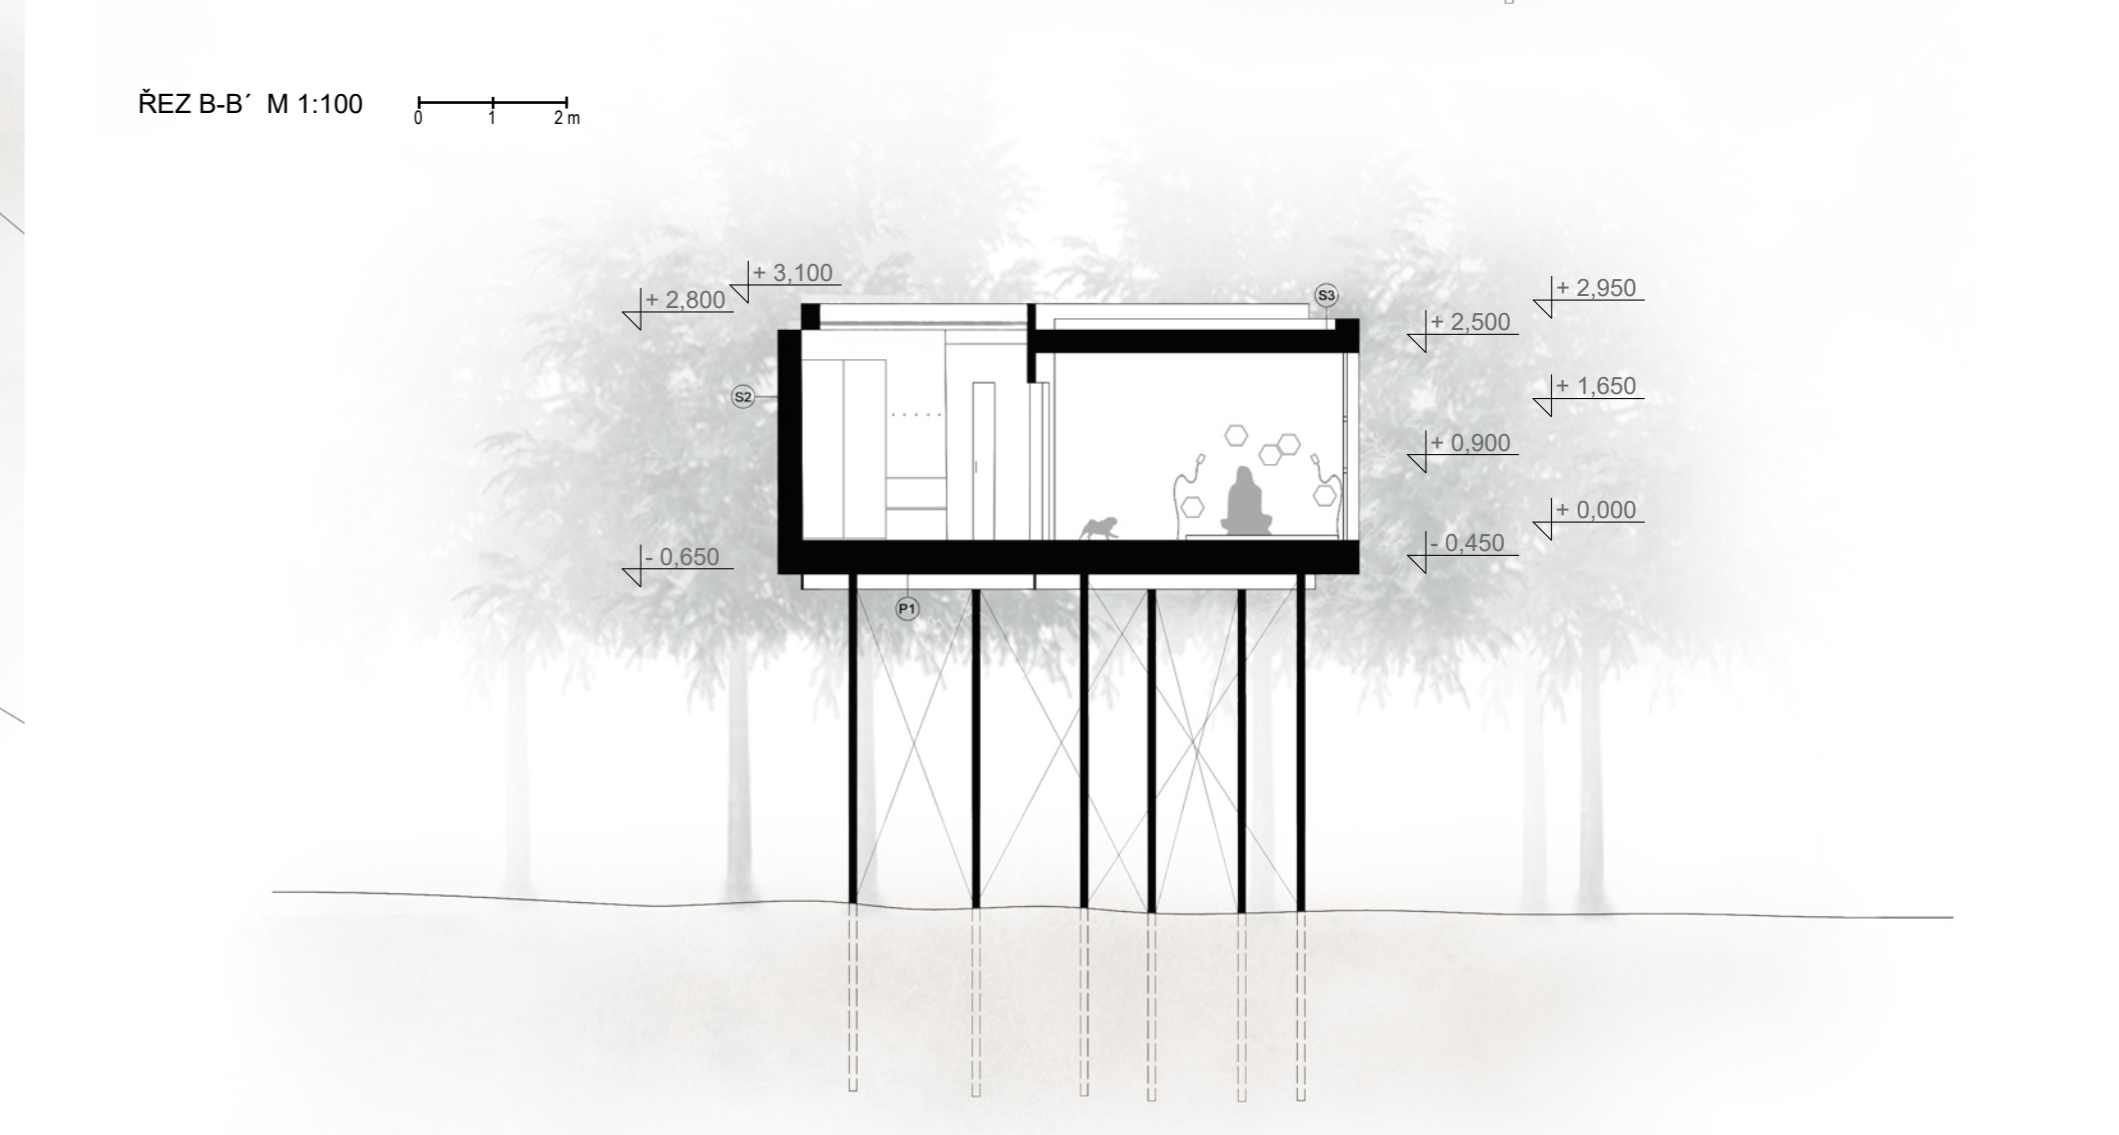 ŘEZ B-B´ M 1:100
0 1 2 m
+ 3,100
+ 2,800
+ 2,950
S3
+ 2,500
+ 1,650
S2
+ 0,900
+ 0,000
- 0,450
- 0,650
P1